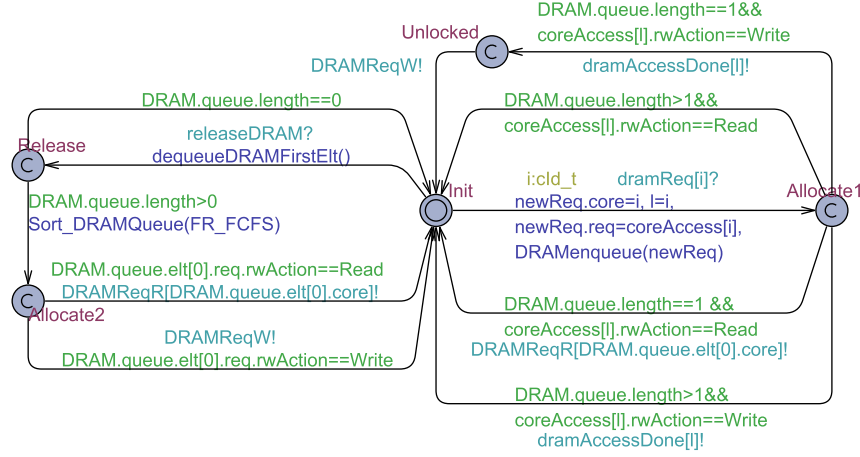 DRAM.queue.length==1&&
Unlocked
coreAccess[l].rwAction==Write
C
DRAMReqW!
dramAccessDone[l]!
DRAM.queue.length==0
DRAM.queue.length>1&&
releaseDRAM?
coreAccess[l].rwAction==Read
Release
dequeueDRAMFirstElt()
C
i:cId_t
dramReq[i]?
Init
Allocate1
DRAM.queue.length>0
newReq.core=i, l=i,
C
Sort_DRAMQueue(FR_FCFS)
newReq.req=coreAccess[i],
DRAMenqueue(newReq)
DRAM.queue.elt[0].req.rwAction==Read
DRAMReqR[DRAM.queue.elt[0].core]!
C
Allocate2
DRAM.queue.length==1 &&
coreAccess[l].rwAction==Read
DRAMReqW!
DRAMReqR[DRAM.queue.elt[0].core]!
DRAM.queue.elt[0].req.rwAction==Write
DRAM.queue.length>1&&
coreAccess[l].rwAction==Write
dramAccessDone[l]!